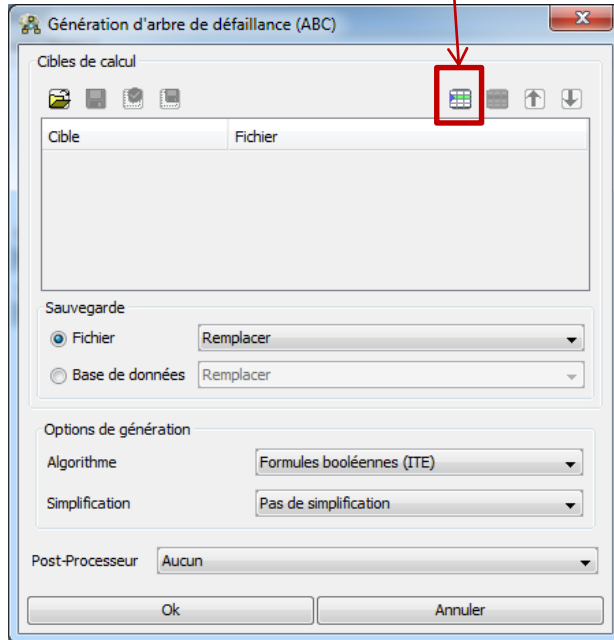 Génération d'arbre de défaillance (ABC)
Cibles de calcul
Cible Fichier
Sauvegarde
Fichier Remplacer
Base de données Remplacer
Options de génération
Algorithme Formules booléennes (ITE)
Simplification Pas de simplification
Post-Processeur Aucun
Ok Annuler